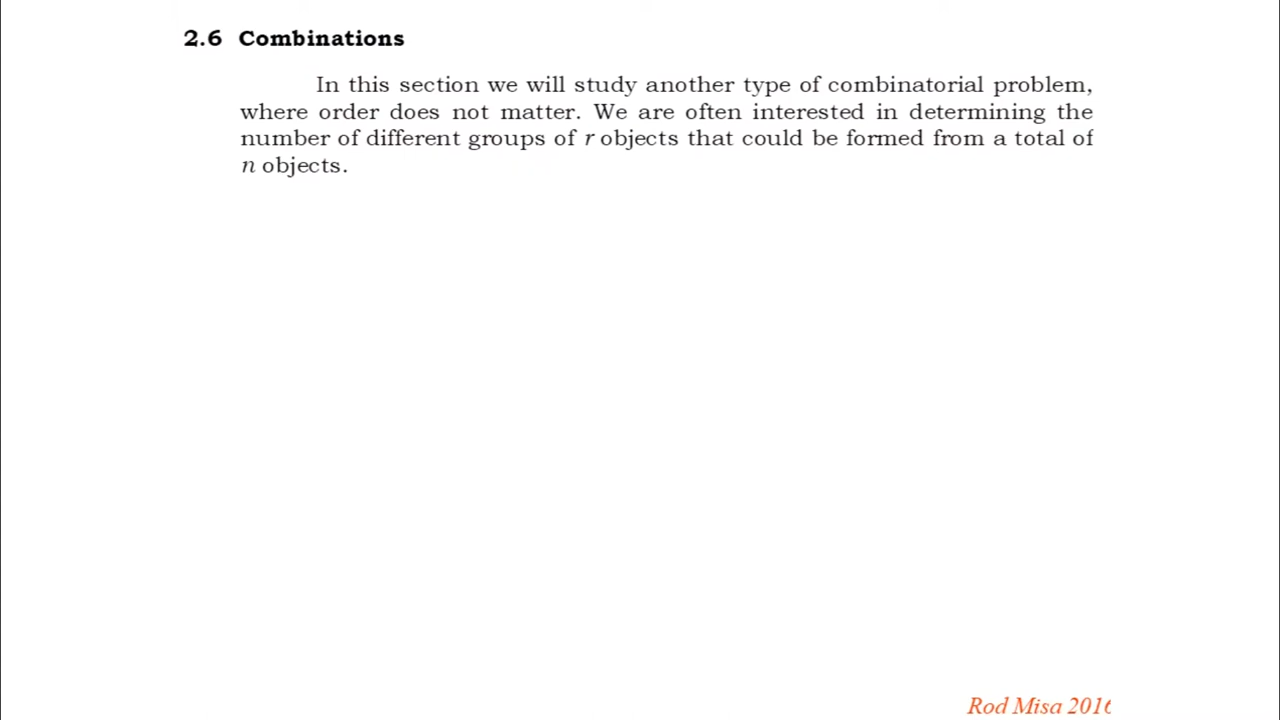 2.6 Combinations
In this section we will study another type of combinatorial problem,
where order does not matter. We are often interested in determining the
number of different groups of r objects that could be formed from a total of
n objects.
Rod Misa 2016